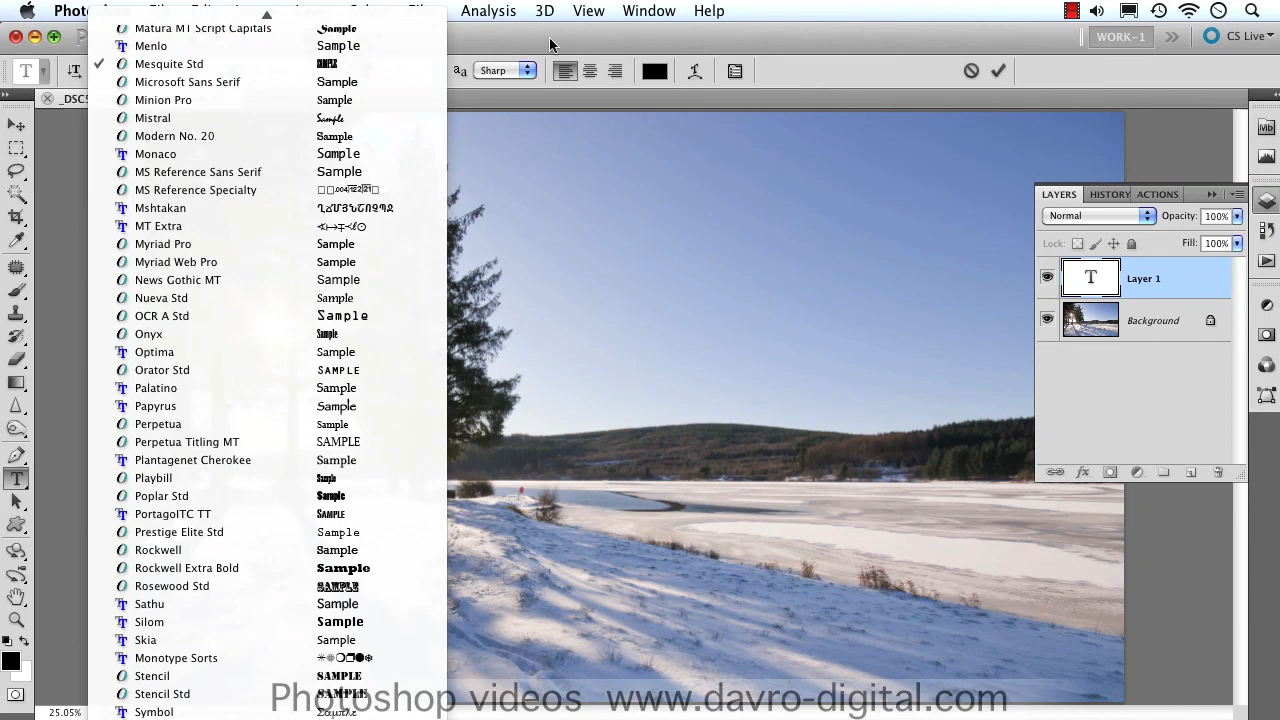 Analysis 3D View Window Help
WORK-1 CS Live
T Sharp
_DSC
Matura MT Script Capitals Sample
Menlo Sample
Mesquite Std
Microsoft Sans Serif Sample
Minion Pro Sample
Mistral Sample
Modern No. 20 Sample
Monaco Sample
MS Reference Sans Serif Sample
MS Reference Specialty
Mshtakan
MT Extra
Myriad Pro Sample
Myriad Web Pro Sample
News Gothic MT Sample
Nueva Std Sample
OCR A Std Sample
Onyx Sample
Optima Sample
Orator Std SAMPLE
Palatino Sample
Papyrus Sample
Perpetua Sample
Perpetua Titling MT SAMPLE
Plantagenet Cherokee Sample
Playbill Sample
Poplar Std Sample
PortagoITC TT SAMPLE
Prestige Elite Std Sample
Rockwell Sample
Rockwell Extra Bold Sample
Rosewood Std SAMPLE
Sathu Sample
Silom Sample
Skia Sample
Monotype Sorts
Stencil SAMPLE
Stencil Std SAMPLE
Symbol Σαμπλε
LAYERS HISTORY ACTIONS
Normal Opacity: 100%
Lock: Fill: 100%
T Layer 1
Background
25.05%
Photoshop videos www.davro-digital.com